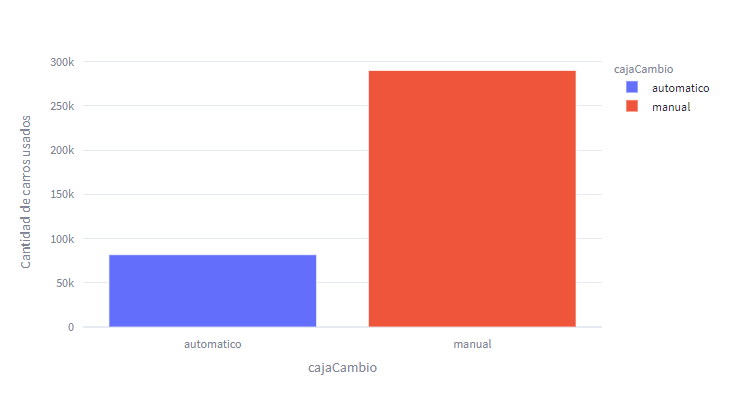 300k
250k
200k
150k
100k
50k
0
Cantidad de carros usados
automatico
manual
cajaCambio
cajaCambio
automatico
manual